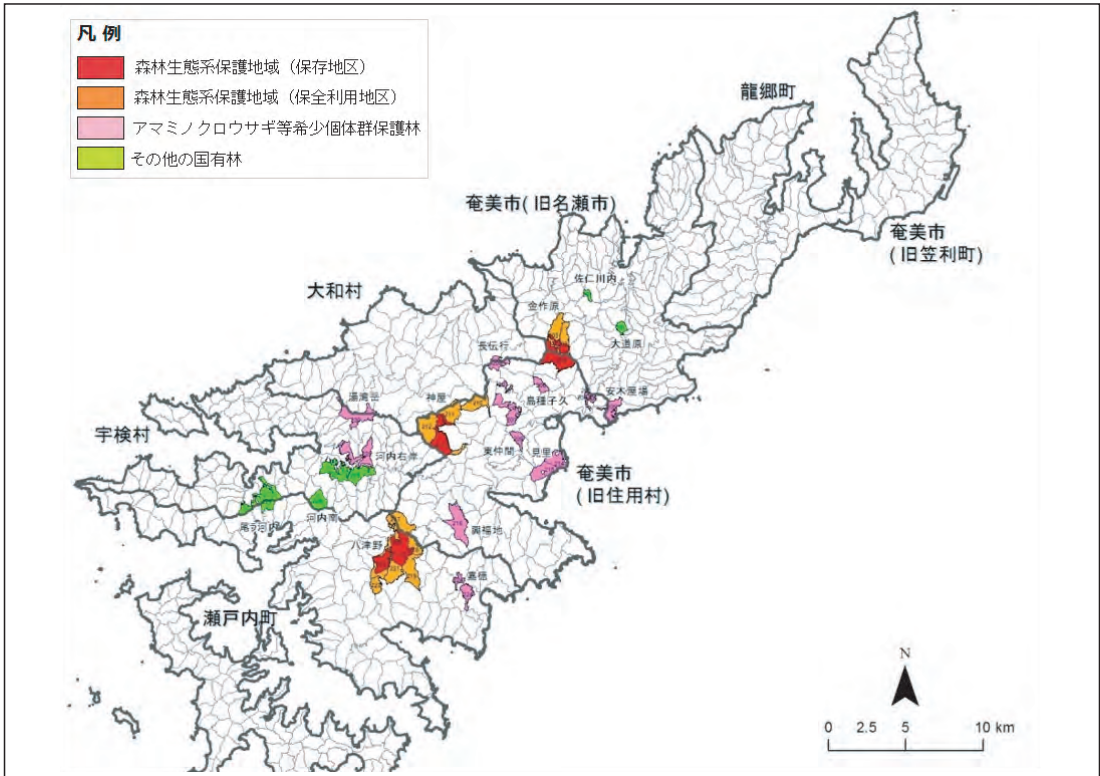 凡 例
森林生態系保護地域（保存地区）
森林生態系保護地域（保全利用地区）
アマミノクロウサギ等希少個体群保護林
その他の国有林
龍郷町
奄美市(旧名瀬市)
奄美市
(旧笠利町)
佐仁川内
大和村
金作原
大道原
長伝行
湯湾岳
神屋
島種子久
安木屋場
宇検村
河内右岸
東仲間
見里
奄美市
(旧住用村)
河内南
八津野
嘉徳
瀬戸内町
N
0 2.5 5 10 km